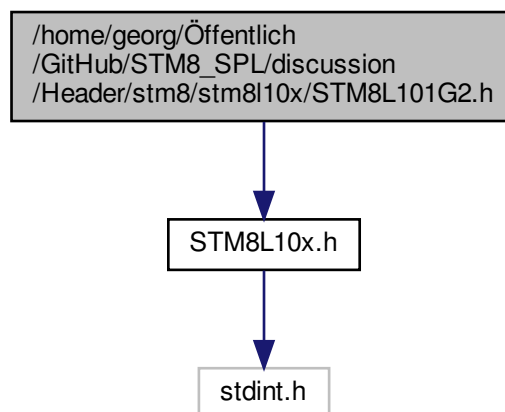 /home/georg/Öffentlich
/GitHub/STM8_SPL/discussion
/Header/stm8/stm8l10x/STM8L101G2.h
STM8L10x.h
stdint.h